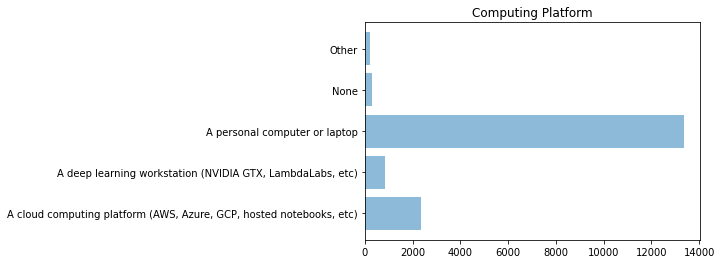 Computing Platform
Other
None
A personal computer or laptop
A deep learning workstation (NVIDIA GTX, LambdaLabs, etc)
A cloud computing platform (AWS, Azure, GCP, hosted notebooks, etc)
0 2000 4000 6000 8000 10000 12000 14000